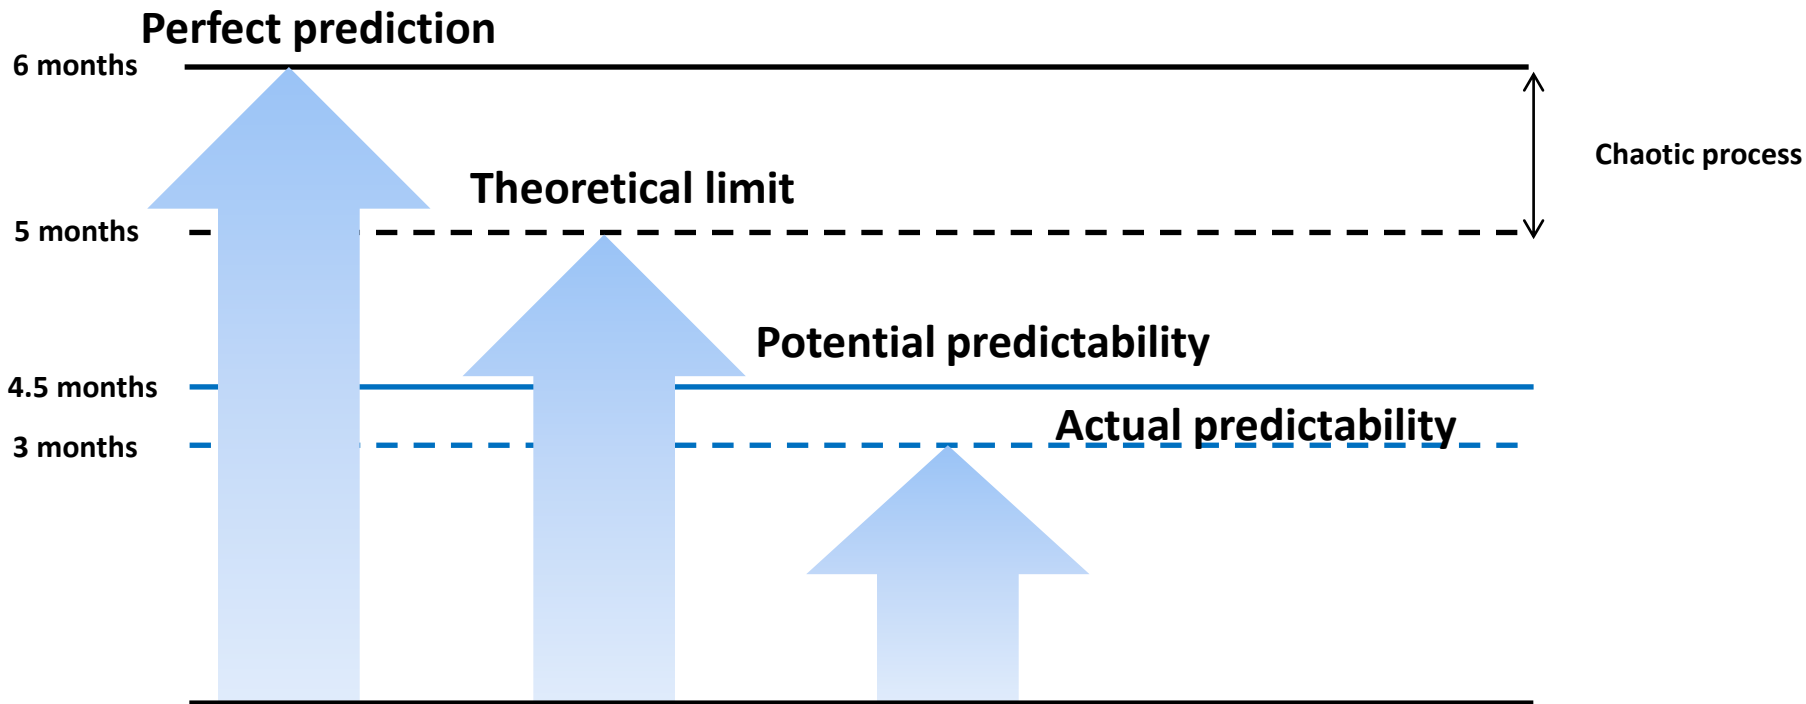 Perfect prediction
6 months
Chaotic process
Theoretical limit
5 months
Potential predictability
4.5 months
Actual predictability
3 months